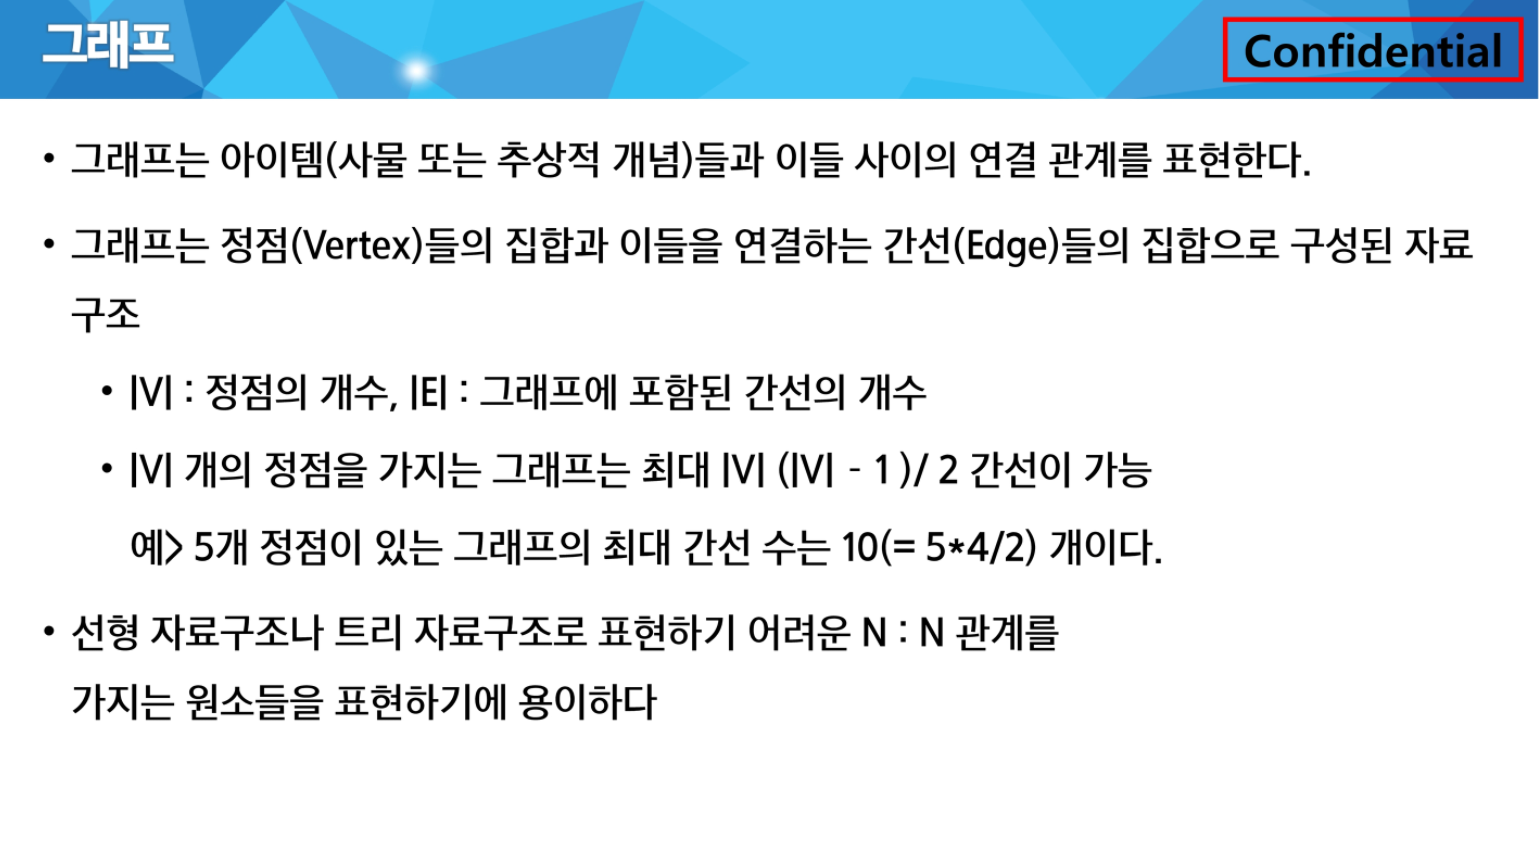 그래프
Confidential
• 그래프는 아이템(사물 또는 추상적 개념)들과 이들 사이의 연결 관계를 표현한다.
• 그래프는 정점(Vertex)들의 집합과 이들을 연결하는 간선(Edge)들의 집합으로 구성된 자료
구조
• |V| : 정점의 개수, |E| : 그래프에 포함된 간선의 개수
• |V| 개의 정점을 가지는 그래프는 최대 |V| (|V| - 1 )/ 2 간선이 가능
예> 5개 정점이 있는 그래프의 최대 간선 수는 10(= 5*4/2) 개이다.
• 선형 자료구조나 트리 자료구조로 표현하기 어려운 N : N 관계를
가지는 원소들을 표현하기에 용이하다